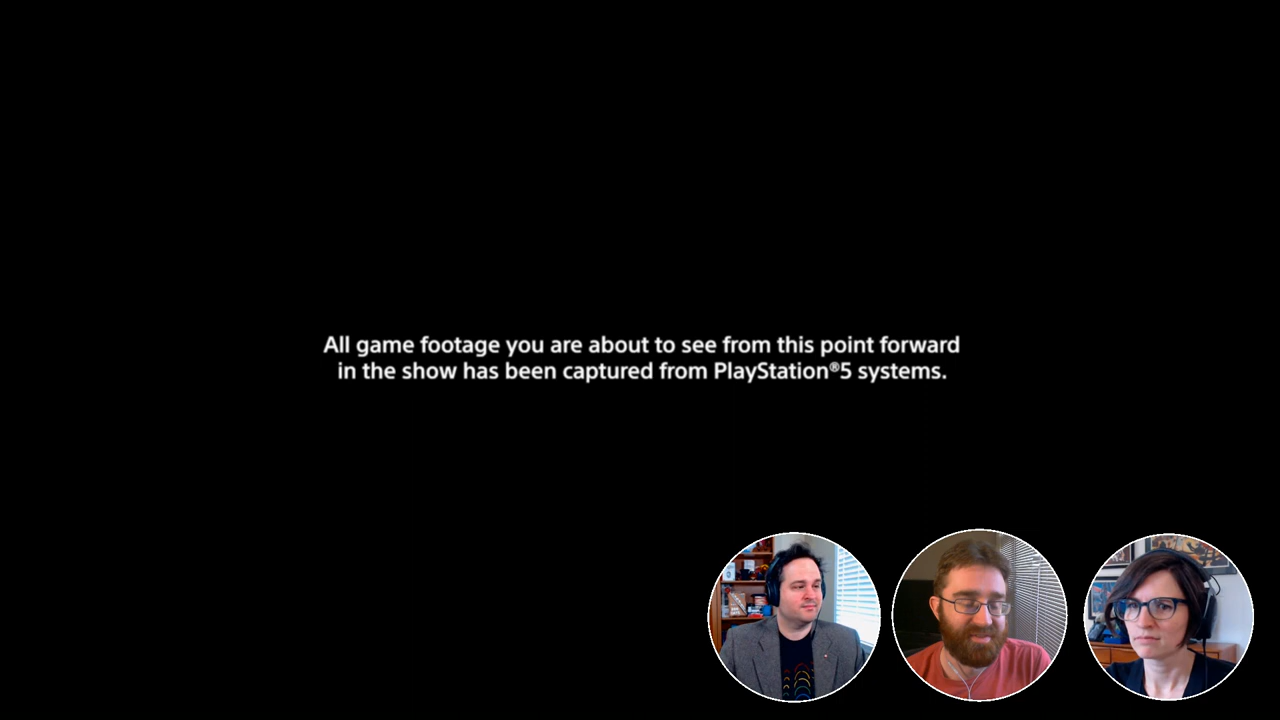 All game footage you are about to see from this point forward
in the show has been captured from PlayStation®5 systems.